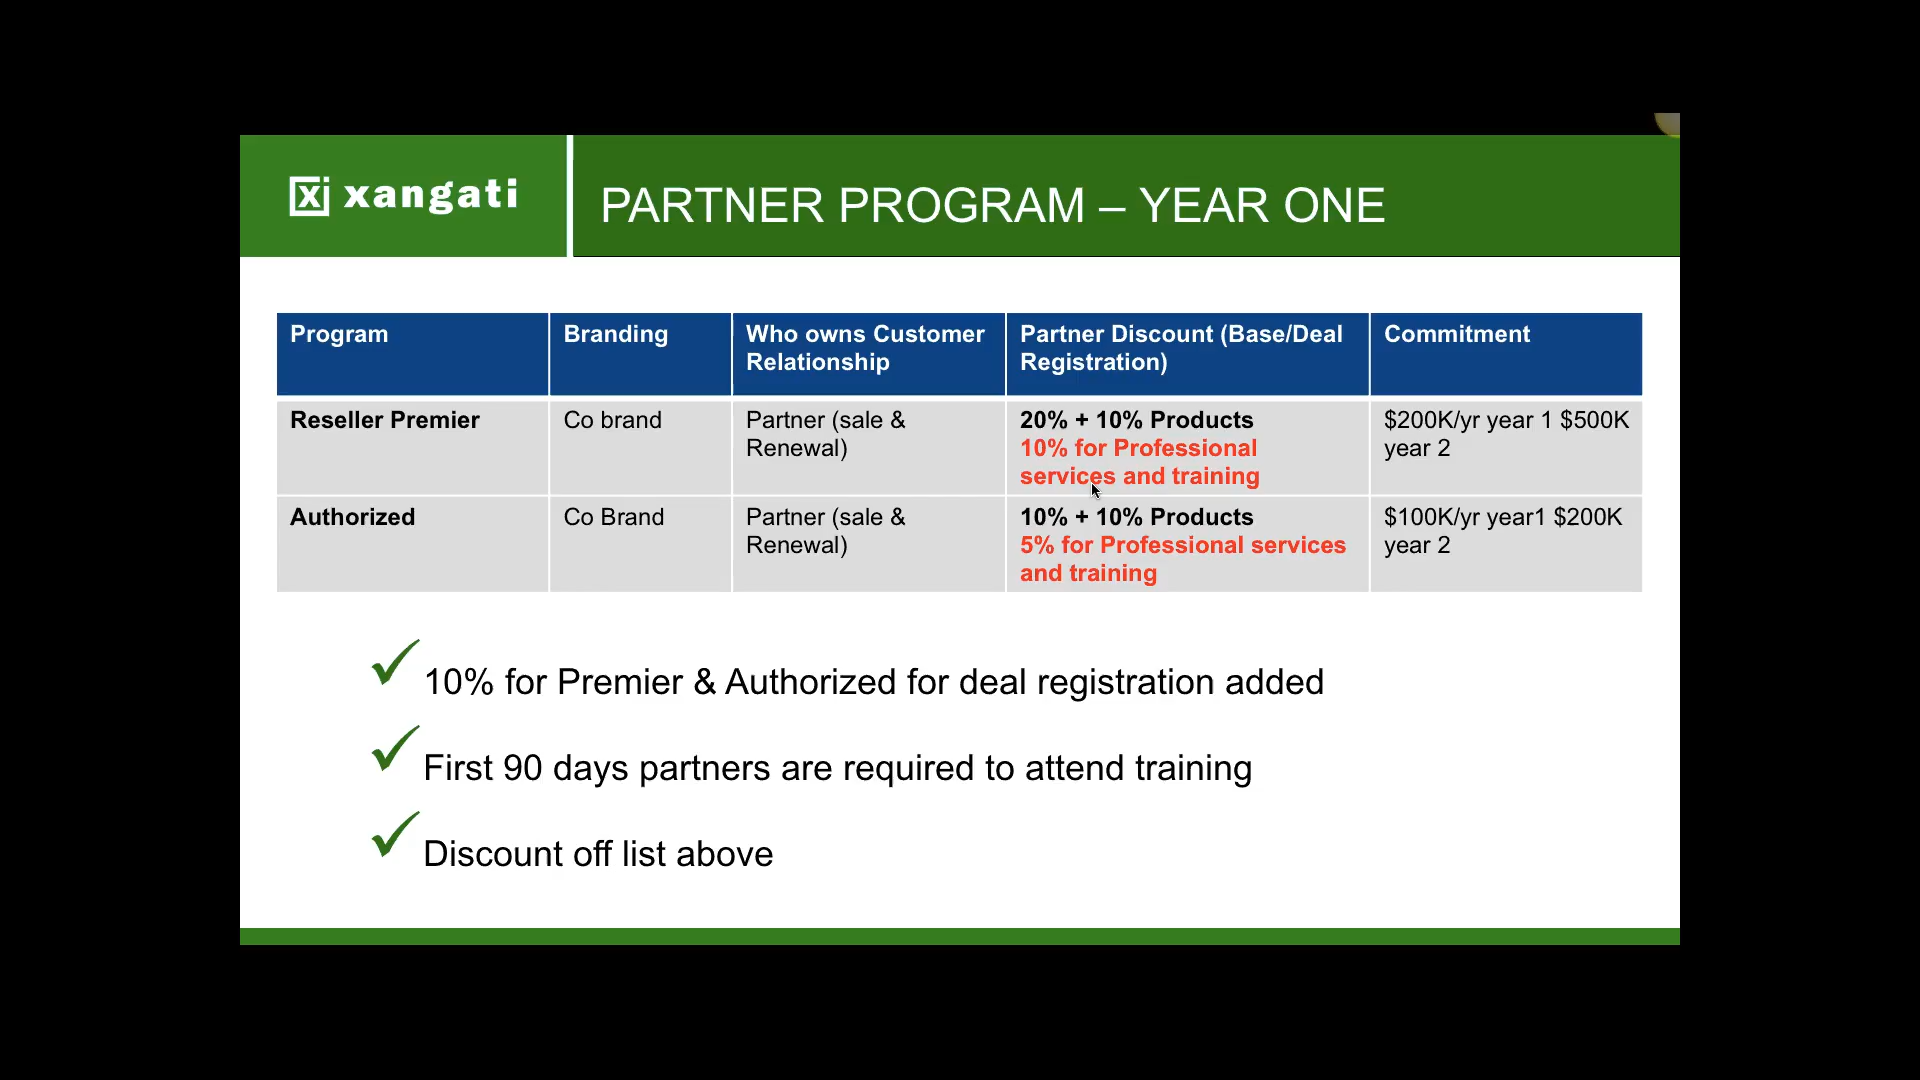 xi xangati
PARTNER PROGRAM – YEAR ONE
Program
Branding
Who owns Customer
Relationship
Partner Discount (Base/Deal
Registration)
Commitment
Reseller Premier
Co brand
Partner (sale &
Renewal)
20% + 10% Products
10% for Professional
services and training
$200K/yr year 1 $500K
year 2
Authorized
Co Brand
Partner (sale &
Renewal)
10% + 10% Products
5% for Professional services
and training
$100K/yr year1 $200K
year 2
10% for Premier & Authorized for deal registration added
First 90 days partners are required to attend training
Discount off list above